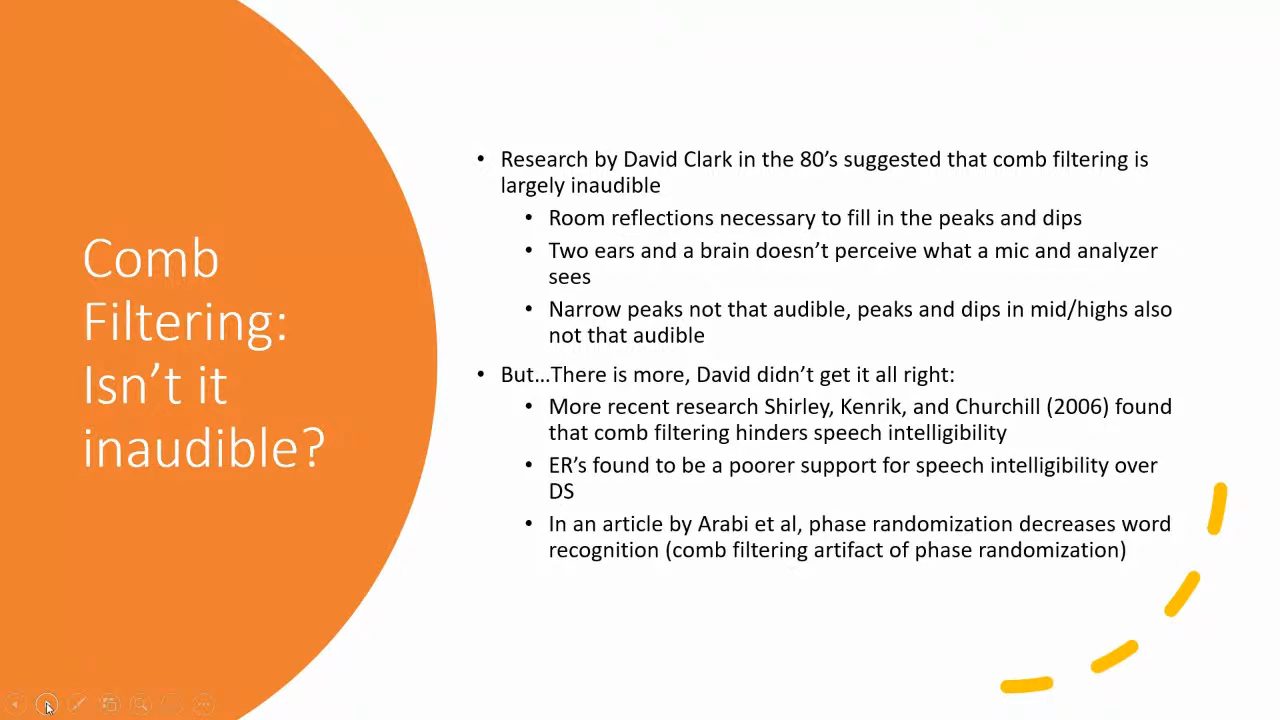 Comb
Filtering:
Isn’t it
inaudible?
• Research by David Clark in the 80’s suggested that comb filtering is
largely inaudible
• Room reflections necessary to fill in the peaks and dips
• Two ears and a brain doesn’t perceive what a mic and analyzer
sees
• Narrow peaks not that audible, peaks and dips in mid/highs also
not that audible
• But…There is more, David didn’t get it all right:
• More recent research Shirley, Kenrik, and Churchill (2006) found
that comb filtering hinders speech intelligibility
• ER’s found to be a poorer support for speech intelligibility over
DS
• In an article by Arabi et al, phase randomization decreases word
recognition (comb filtering artifact of phase randomization)